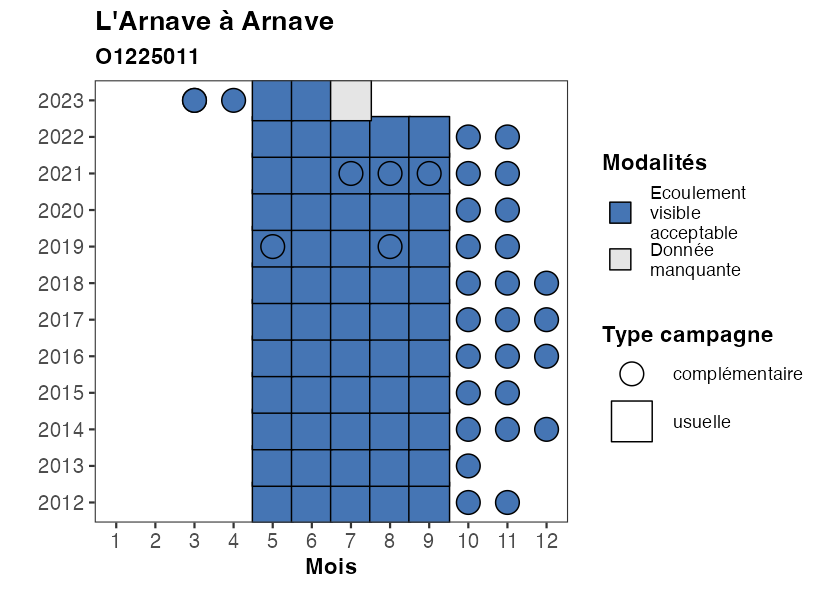 L'Arnave à Arnave
O1225011
2023
2022
2021
2020
2019
2018
2017
2016
2015
2014
2013
2012
1 2 3 4 5 6 7 8 9 10 11 12
Mois
Modalités
Ecoulement
visible
acceptable
Donnée
manquante
Type campagne
complémentaire
usuelle